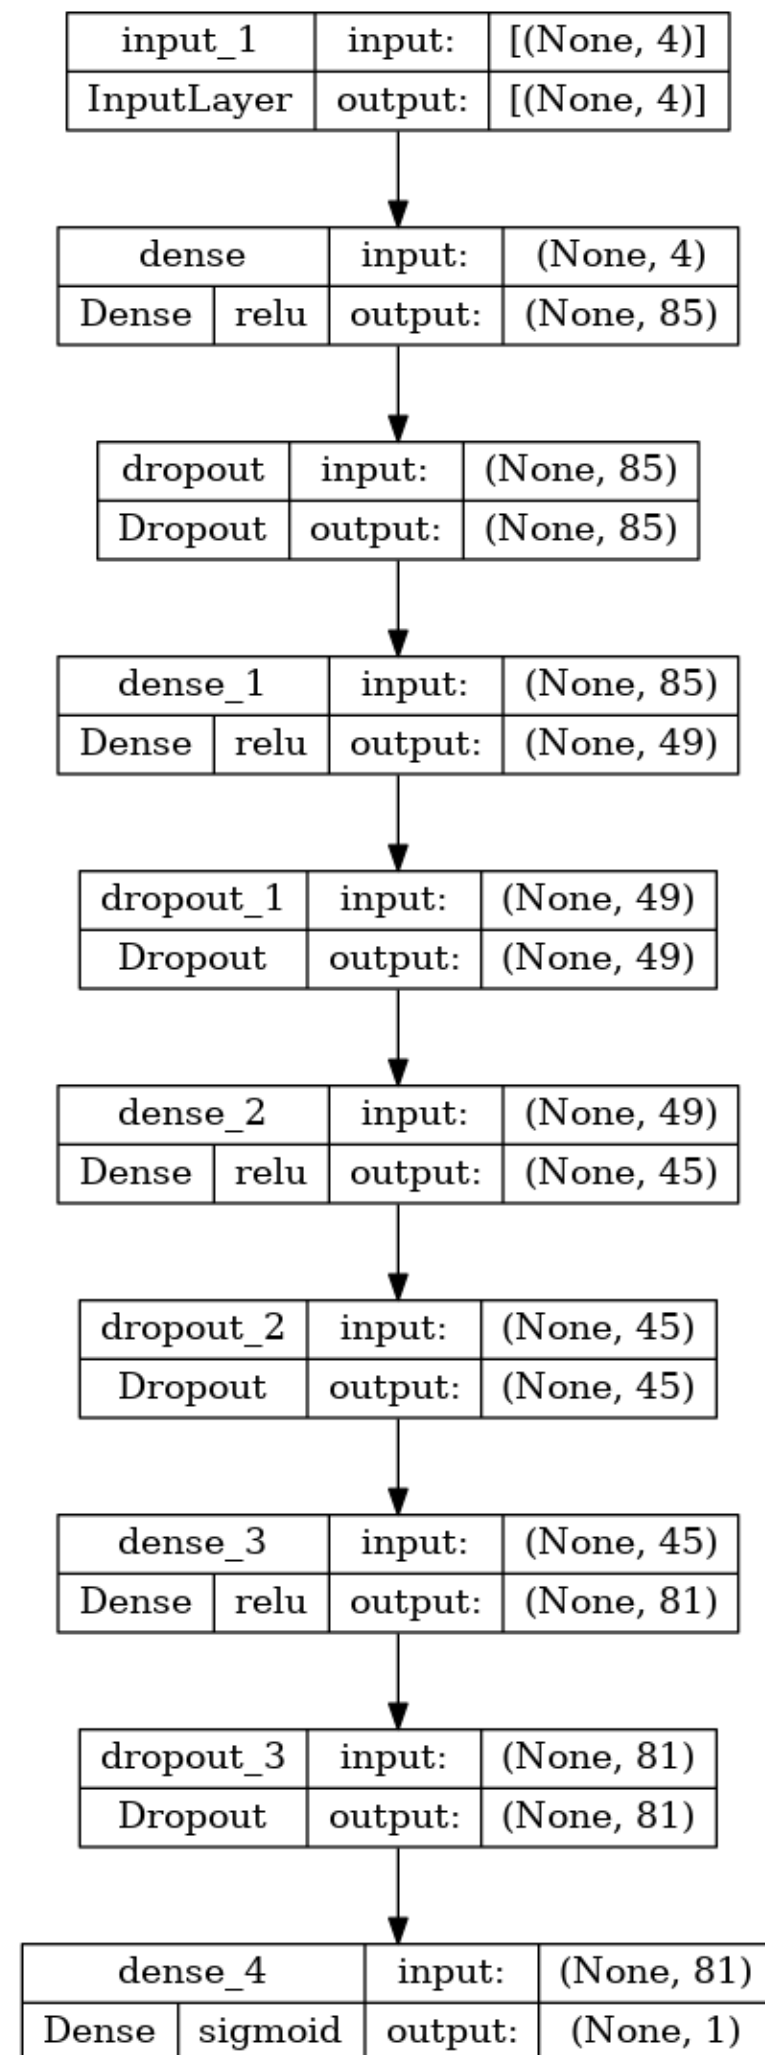 input_1 input: [(None, 4)]
InputLayer output: [(None, 4)]
dense input: (None, 4)
Dense relu output: (None, 85)
dropout input: (None, 85)
Dropout output: (None, 85)
dense_1 input: (None, 85)
Dense relu output: (None, 49)
dropout_1 input: (None, 49)
Dropout output: (None, 49)
dense_2 input: (None, 49)
Dense relu output: (None, 45)
dropout_2 input: (None, 45)
Dropout output: (None, 45)
dense_3 input: (None, 45)
Dense relu output: (None, 81)
dropout_3 input: (None, 81)
Dropout output: (None, 81)
dense_4 input: (None, 81)
Dense sigmoid output: (None, 1)